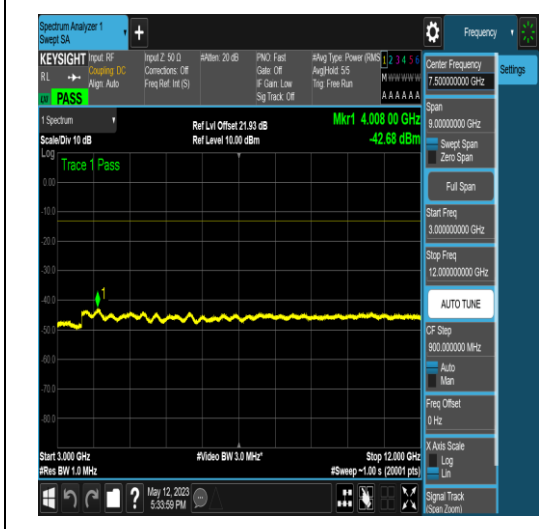 Spectrum Analyzer 1
Swept SA
Frequency
KEYSIGHT
Input: RF
Coupling: DC
Align: Auto
Input Z: 50 Ω
Corrections: Off
Freq Ref: Int (S)
#Atten: 20 dB
PNO: Fast
Gate: Off
IF Gain: Low
Sig Track: Off
#Avg Type: Power (RMS
Avg|Hold: 5/5
Trig: Free Run
1 2 3 4 5 6
M W W W W W
A A A A A A
R L
PASS
1 Spectrum
Scale/Div 10 dB
Ref Lvl Offset 21.93 dB
Ref Level 10.00 dBm
Mkr1 4.008 00 GHz
-42.68 dBm
Log
Trace 1 Pass
0.00
-10.0
-20.0
-30.0
-40.0
-50.0
-60.0
-70.0
-80.0
1
Start 3.000 GHz
#Res BW 1.0 MHz
#Video BW 3.0 MHz*
Stop 12.000 GHz
#Sweep ~1.00 s (20001 pts)
May 12, 2023
5:33:59 PM
Center Frequency
7.500000000 GHz
Settings
Span
9.00000000 GHz
Swept Span
Zero Span
Full Span
Start Freq
3.000000000 GHz
Stop Freq
12.000000000 GHz
AUTO TUNE
CF Step
900.000000 MHz
Auto
Man
Freq Offset
0 Hz
X Axis Scale
Log
Lin
Signal Track
(Span Zoom)